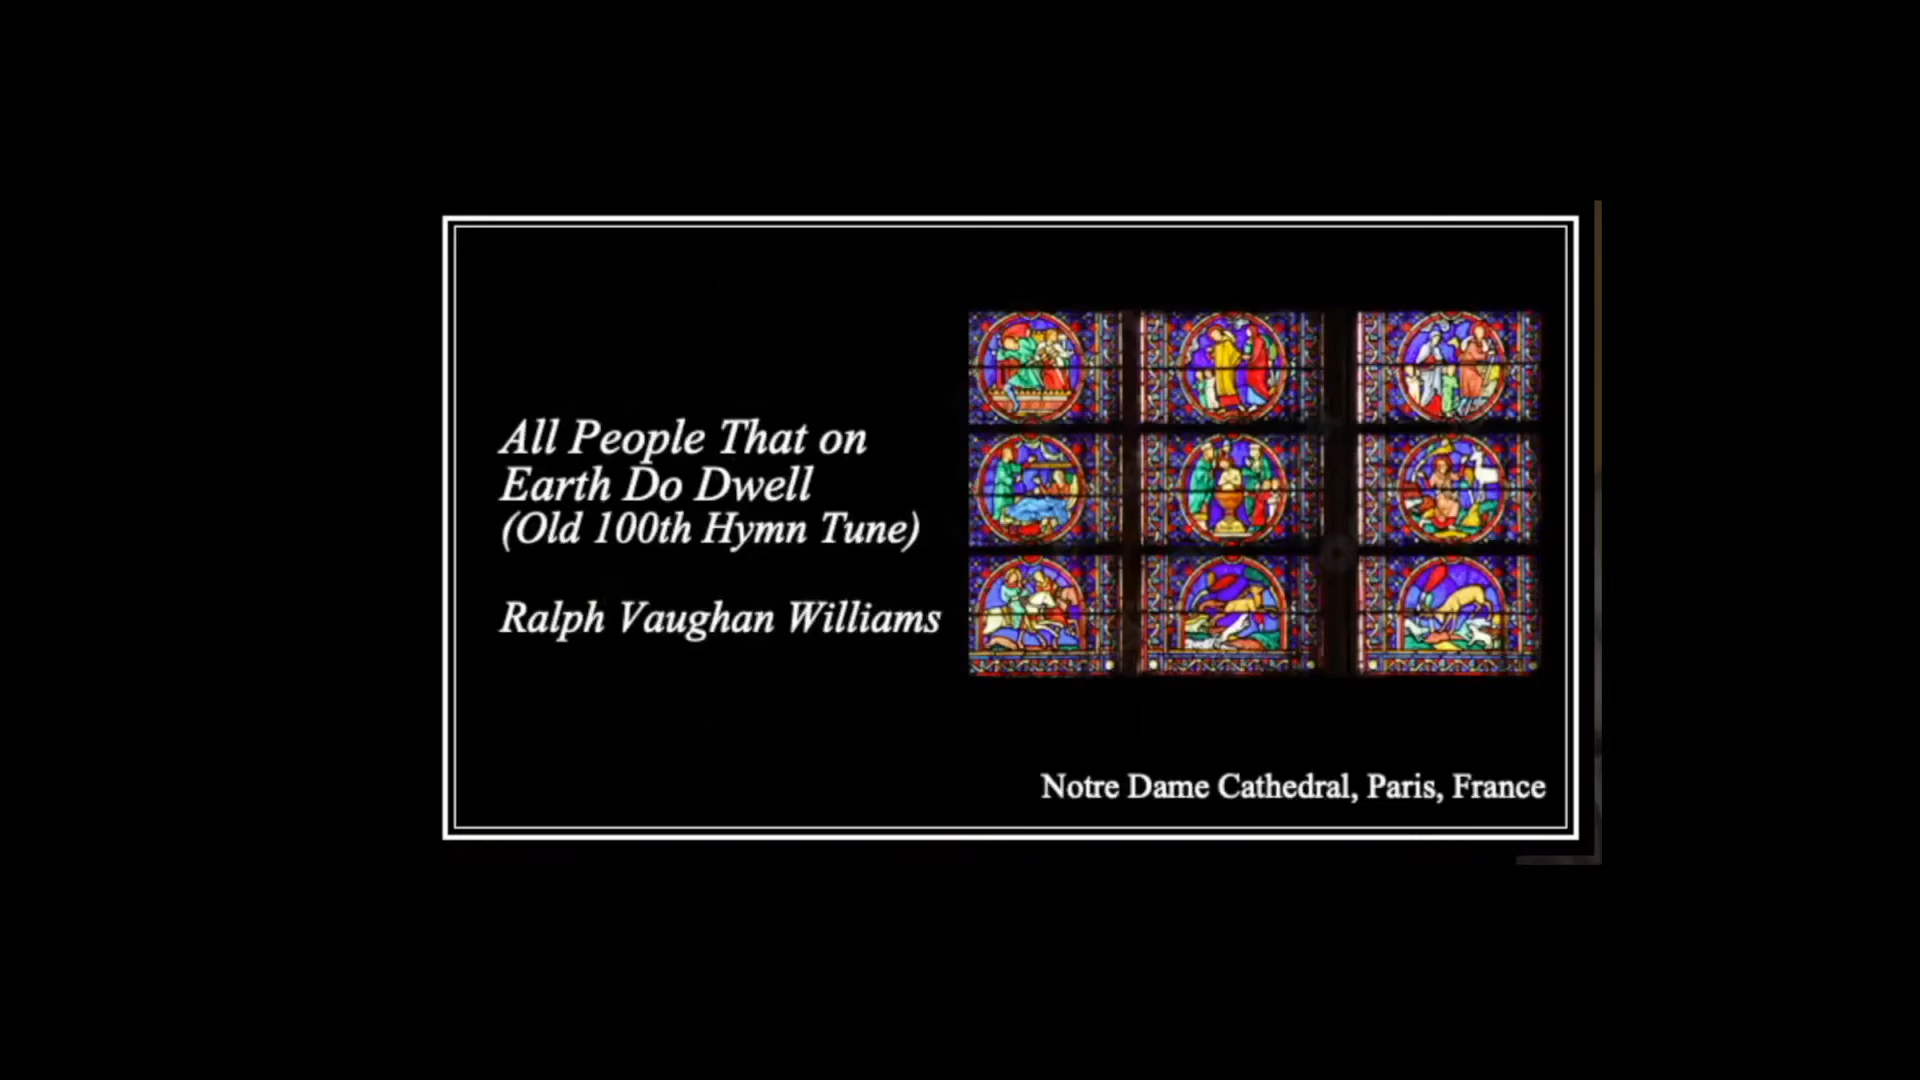 All People That on
Earth Do Dwell
(Old 100th Hymn Tune)
Ralph Vaughan Williams
Notre Dame Cathedral, Paris, France